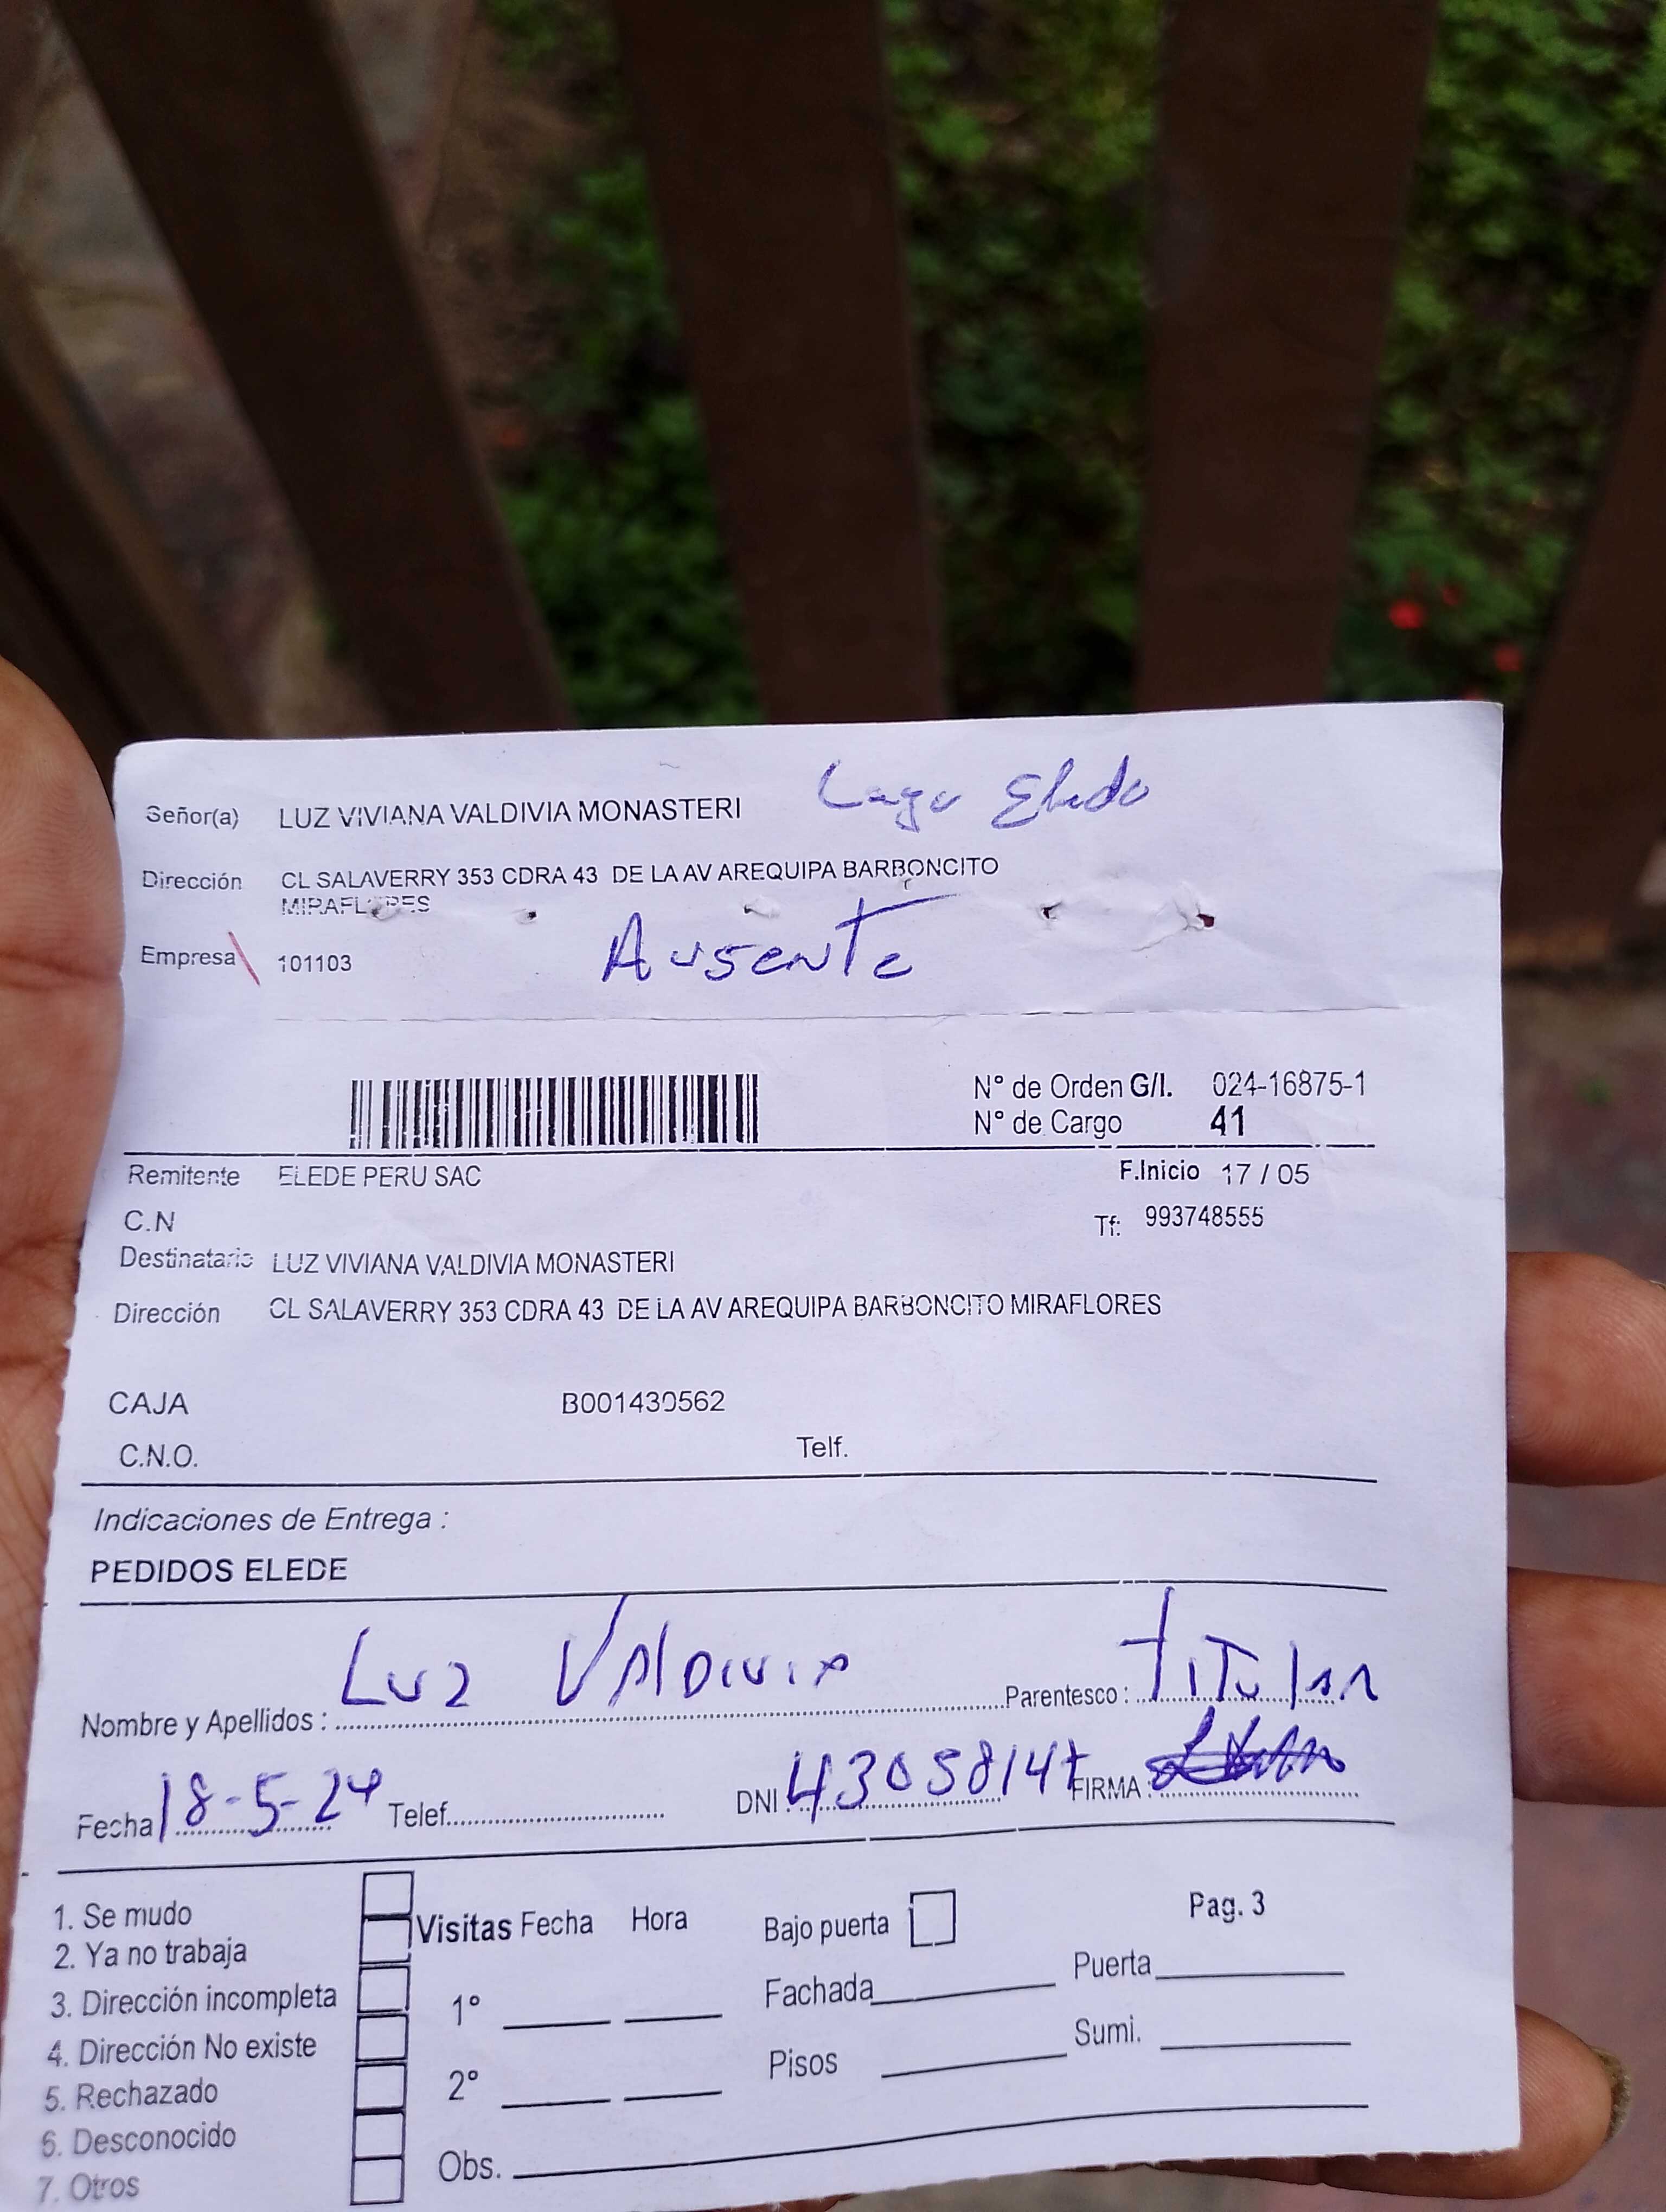 Señor(a) LUZ VIVIANA VALDIVIA MONASTERI
Elede
Dirección CL SALAVERRY 353 CDRA 43 DE LA AV AREQUIPA BARBONCITO
MIRAFLORES
Ausente
Empresa 101103
N° de Orden G/I. 024-16875-1
N° de Cargo 41
Remitente ELEDE PERU SAC
F.Inicio 17 / 05
C.N
Tf: 993748555
Destinatario LUZ VIVIANA VALDIVIA MONASTERI
Dirección CL SALAVERRY 353 CDRA 43 DE LA AV AREQUIPA BARBONCITO MIRAFLORES
CAJA B001430562
C.N.O. Telf.
Indicaciones de Entrega :
PEDIDOS ELEDE
Nombre y Apellidos : Luz Valdivia Parentesco : titular
Fecha 18-5-24 Telef. DNI 43058147 FIRMA :
1. Se mudo
2. Ya no trabaja
3. Dirección incompleta
4. Dirección No existe
5. Rechazado
6. Desconocido
7. Otros
Visitas Fecha Hora
1°
2°
Obs.
Bajo puerta
Fachada
Pisos
Pag. 3
Puerta
Sumi.